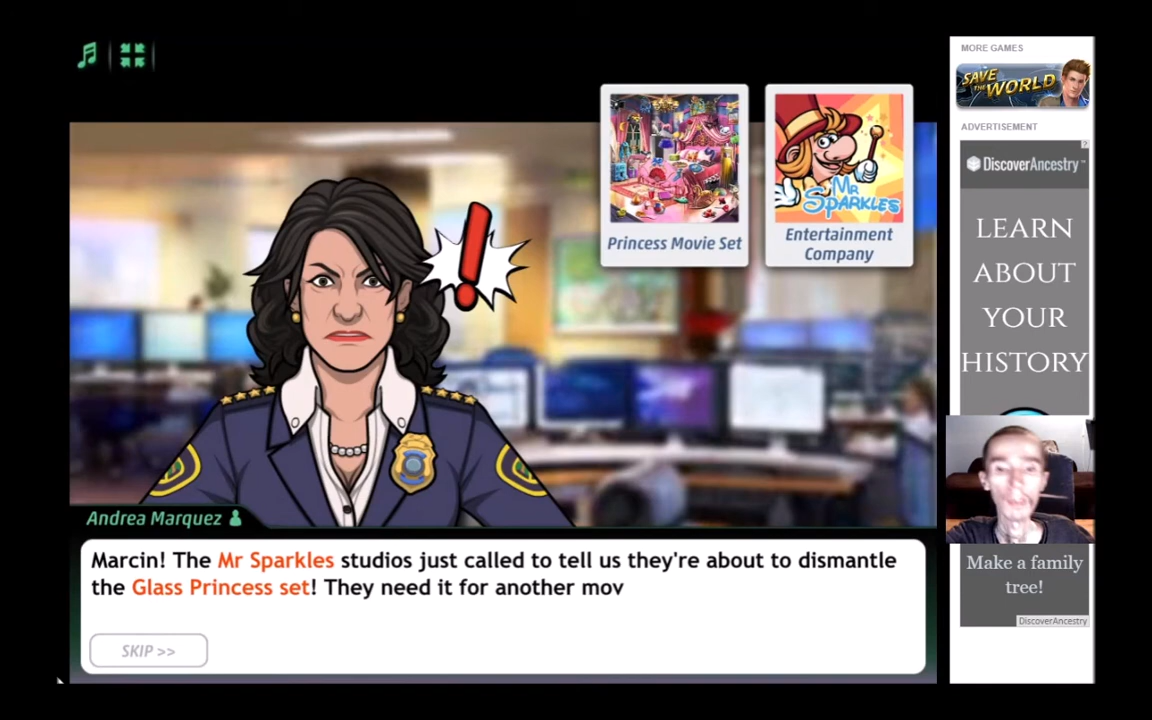 MORE GAMES
SAVE
THE WORLD
ADVERTISEMENT
DiscoverAncestry™
LEARN
ABOUT
YOUR
HISTORY
Make a family
tree!
DiscoverAncestry
Princess Movie Set
MR
SPARKLES
Entertainment
Company
Andrea Marquez
Marcin! The Mr Sparkles studios just called to tell us they're about to dismantle
the Glass Princess set! They need it for another mov
SKIP >>